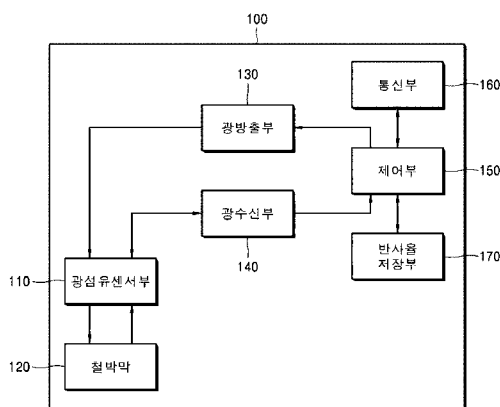 100
130
광방출부
통신부
160
제어부
150
광수신부
140
반사율
저장부
170
110
광섬유센서부
120
철박막